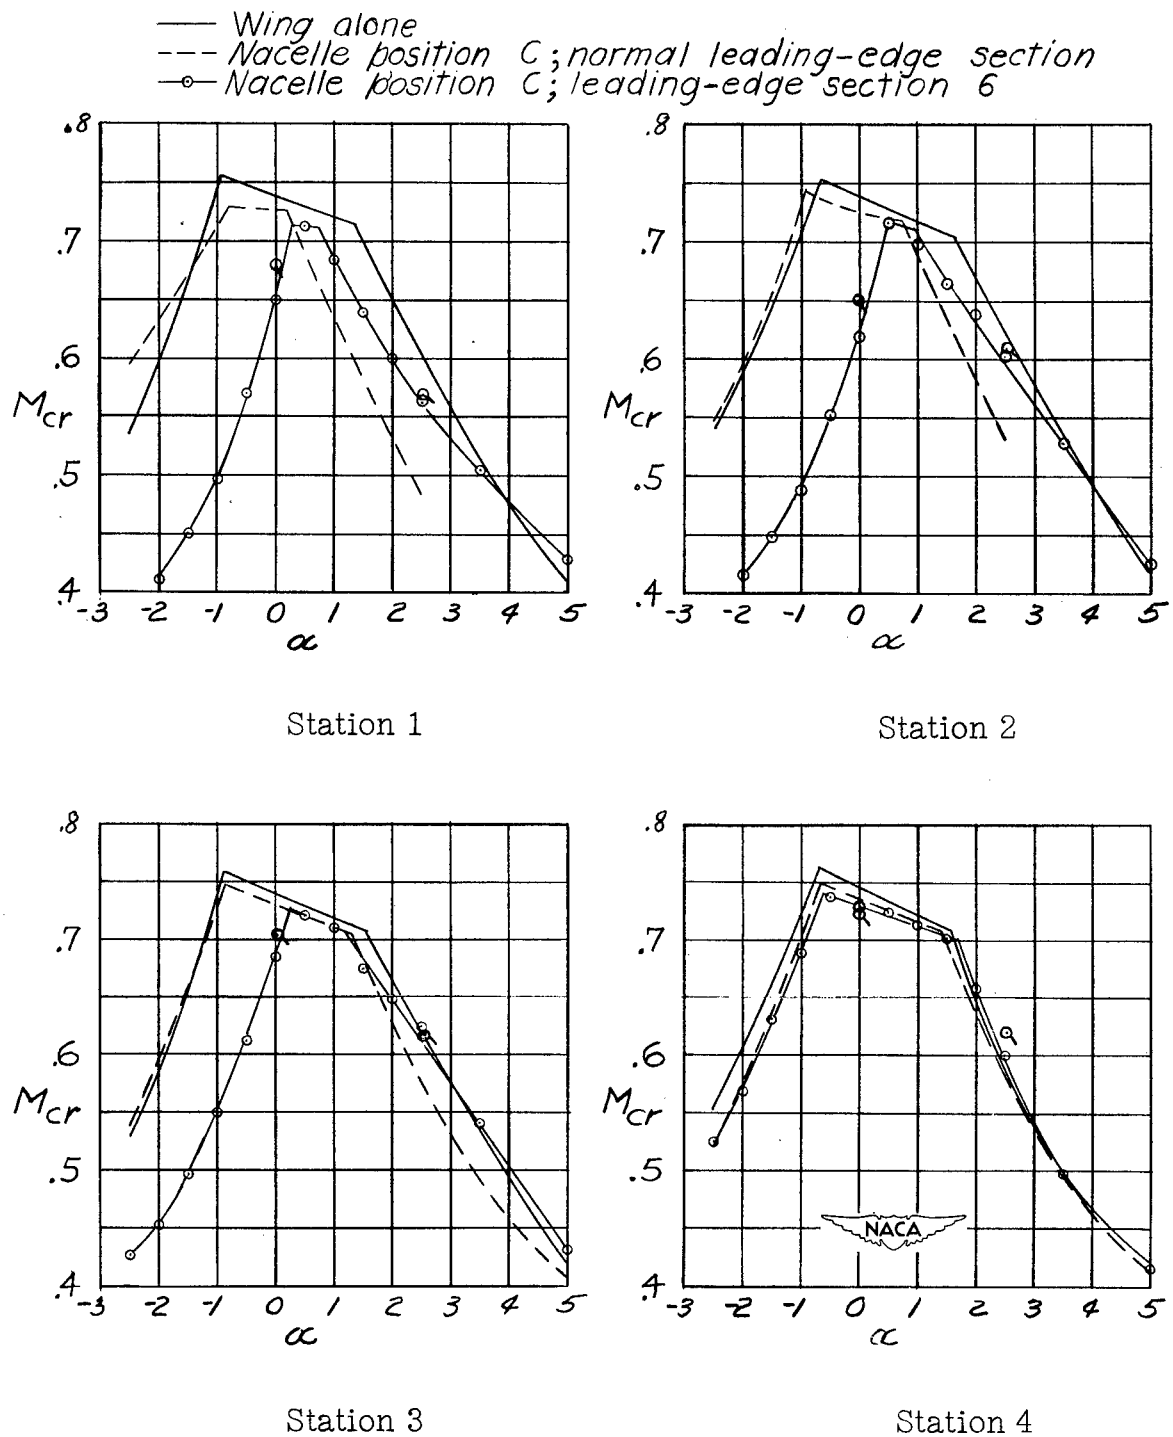 Wing alone
Nacelle position C; normal leading-edge section
Nacelle position C; leading-edge section 6
.8
.7
.6
Mcr
.5
.4
-3 -2 -1 0 1 2 3 4 5
α
Station 1
.8
.7
.6
Mcr
.5
.4
-3 -2 -1 0 1 2 3 4 5
α
Station 2
.8
.7
.6
Mcr
.5
.4
-3 -2 -1 0 1 2 3 4 5
α
Station 3
.8
.7
.6
Mcr
.5
NACA
.4
-3 -2 -1 0 1 2 3 4 5
α
Station 4